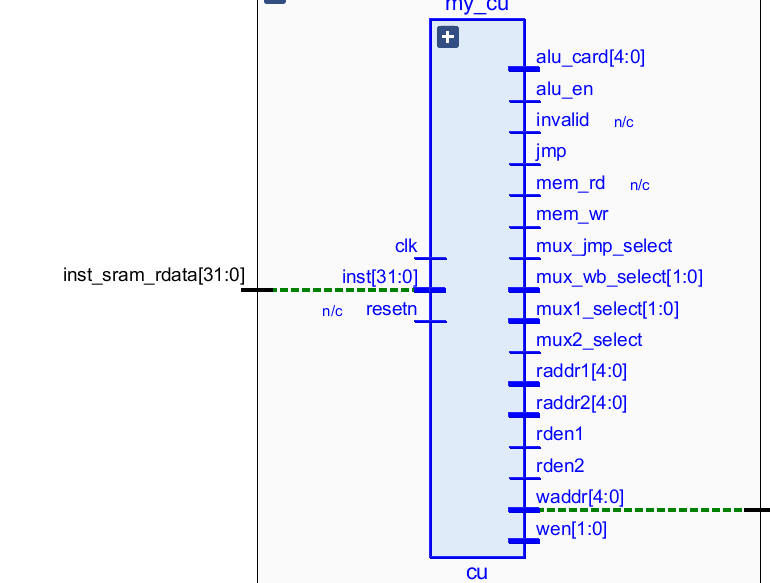 my_cu
alu_card[4:0]
alu_en
invalid n/c
jmp
mem_rd n/c
mem_wr
clk mux_jmp_select
inst_sram_rdata[31:0] inst[31:0] mux_wb_select[1:0]
n/c resetn mux1_select[1:0]
mux2_select
raddr1[4:0]
raddr2[4:0]
rden1
rden2
waddr[4:0]
wen[1:0]
cu